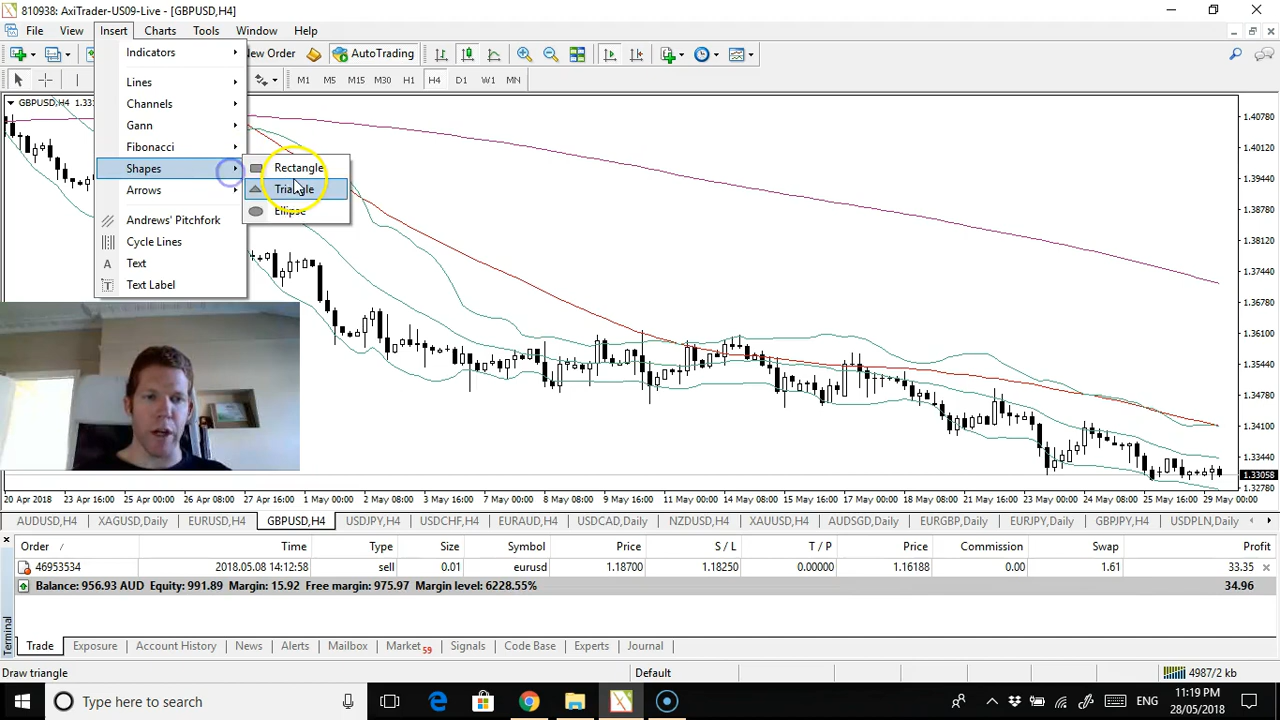 810938: AxiTrader-US09-Live - [GBPUSD,H4]
File View Insert Charts Tools Window Help
New Order AutoTrading
M1 M5 M15 M30 H1 H4 D1 W1 MN
Indicators
Lines
Channels
Gann
Fibonacci
Shapes
Arrows
Andrews' Pitchfork
Cycle Lines
Text
Text Label
Rectangle
Triangle
Ellipse
GBPUSD,H4
1.40780
1.40120
1.39440
1.38780
1.38120
1.37440
1.36780
1.36100
1.35440
1.34780
1.34100
1.33440
1.33058
1.32780
20 Apr 2018 23 Apr 16:00 25 Apr 00:00 26 Apr 08:00 27 Apr 16:00 1 May 00:00 2 May 08:00 3 May 16:00 7 May 00:00 8 May 08:00 9 May 16:00 11 May 00:00 14 May 08:00 15 May 16:00 17 May 00:00 18 May 08:00 21 May 16:00 23 May 00:00 24 May 08:00 25 May 16:00 29 May 00:00
AUDUSD,H4 XAGUSD,Daily EURUSD,H4 GBPUSD,H4 USDJPY,H4 USDCHF,H4 EURAUD,H4 USDCAD,Daily NZDUSD,H4 XAUUSD,H4 AUDSGD,Daily EURGBP,Daily EURJPY,Daily GBPJPY,H4 USDPLN,Daily
Order / Time Type Size Symbol Price S / L T / P Price Commission Swap Profit
46953534 2018.05.08 14:12:58 sell 0.01 eurusd 1.18700 1.18250 0.00000 1.16188 0.00 1.61 33.35
Balance: 956.93 AUD Equity: 991.89 Margin: 15.92 Free margin: 975.97 Margin level: 6228.55% 34.96
Terminal
Trade Exposure Account History News Alerts Mailbox Market 59 Signals Code Base Experts Journal
Draw triangle Default 4987/2 kb
Type here to search
ENG
11:19 PM
28/05/2018